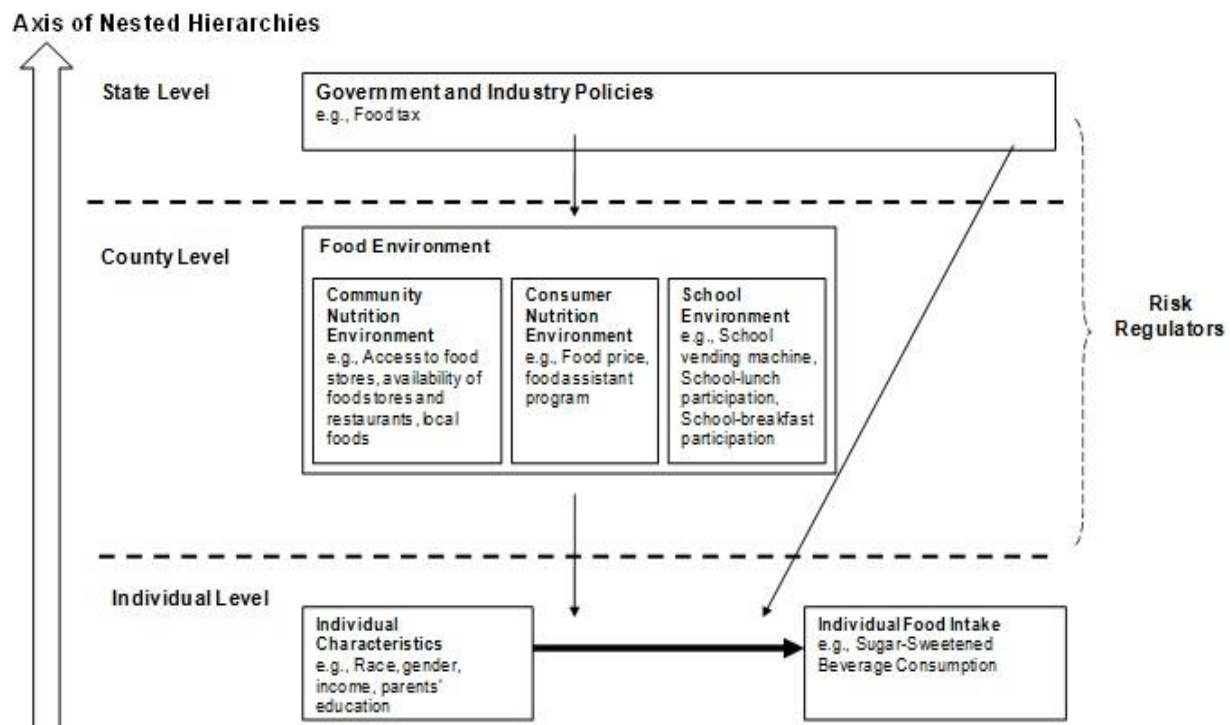 Axis of Nested Hierarchies
State Level
Government and Industry Policies
e.g., Food tax
County Level
Food Environment
Community
Nutrition
Environment
e.g., Access to food
stores, availability of
food stores and
restaurants, local
foods
Consumer
Nutrition
Environment
e.g., Food price,
food assistant
program
School
Environment
e.g., School
vending machine,
School-lunch
participation,
School-breakfast
participation
Risk
Regulators
Individual Level
Individual
Characteristics
e.g., Race, gender,
income, parents'
education
Individual Food Intake
e.g., Sugar-Sweetened
Beverage Consumption